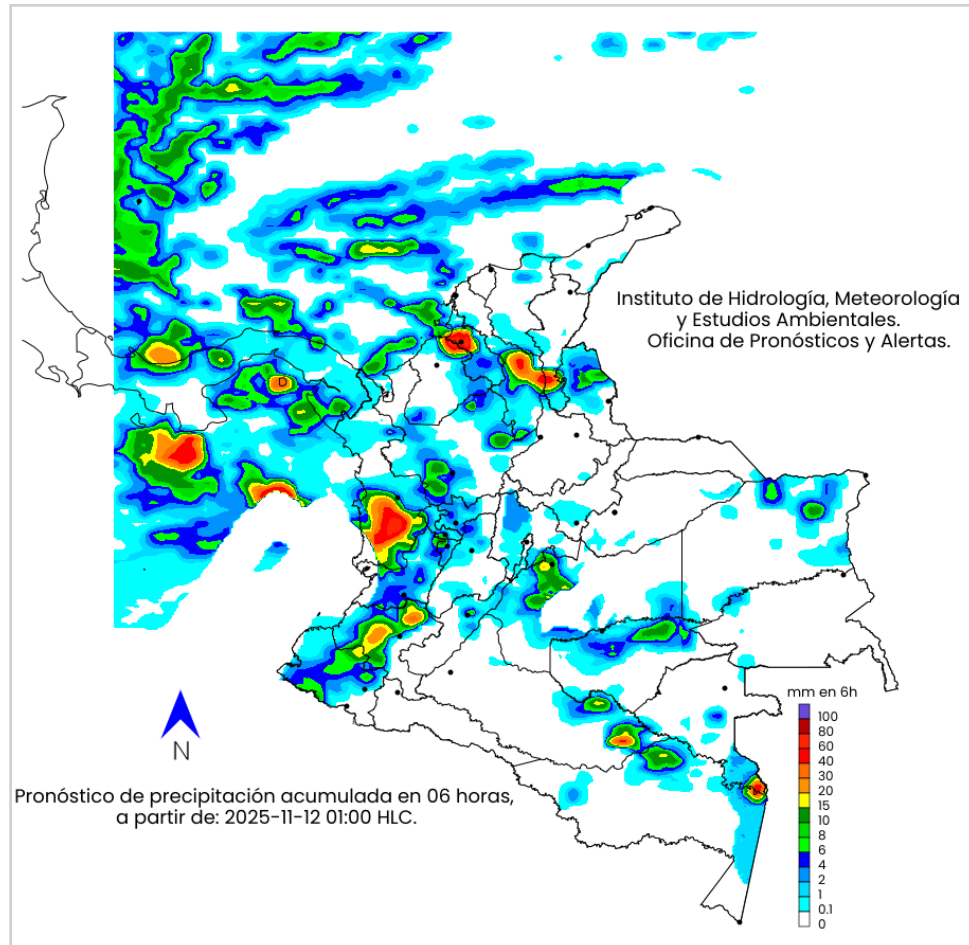 Instituto de Hidrología, Meteorología
y Estudios Ambientales.
Oficina de Pronósticos y Alertas.
mm en 6h
100
80
60
40
30
20
15
10
8
6
4
2
1
0.1
0
N
Pronóstico de precipitación acumulada en 06 horas,
a partir de: 2025-11-12 01:00 HLC.